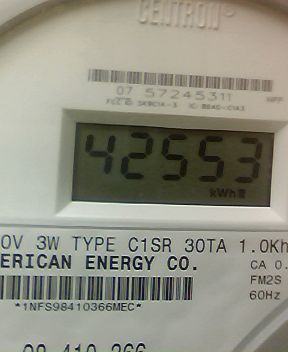 CENTRON®
07 57245311
42553
kWh
0V 3W TYPE C1SR 30TA 1.0Kh
ERICAN ENERGY CO. CA 0.
FM2S
60Hz
*1NFS98410366MEC*